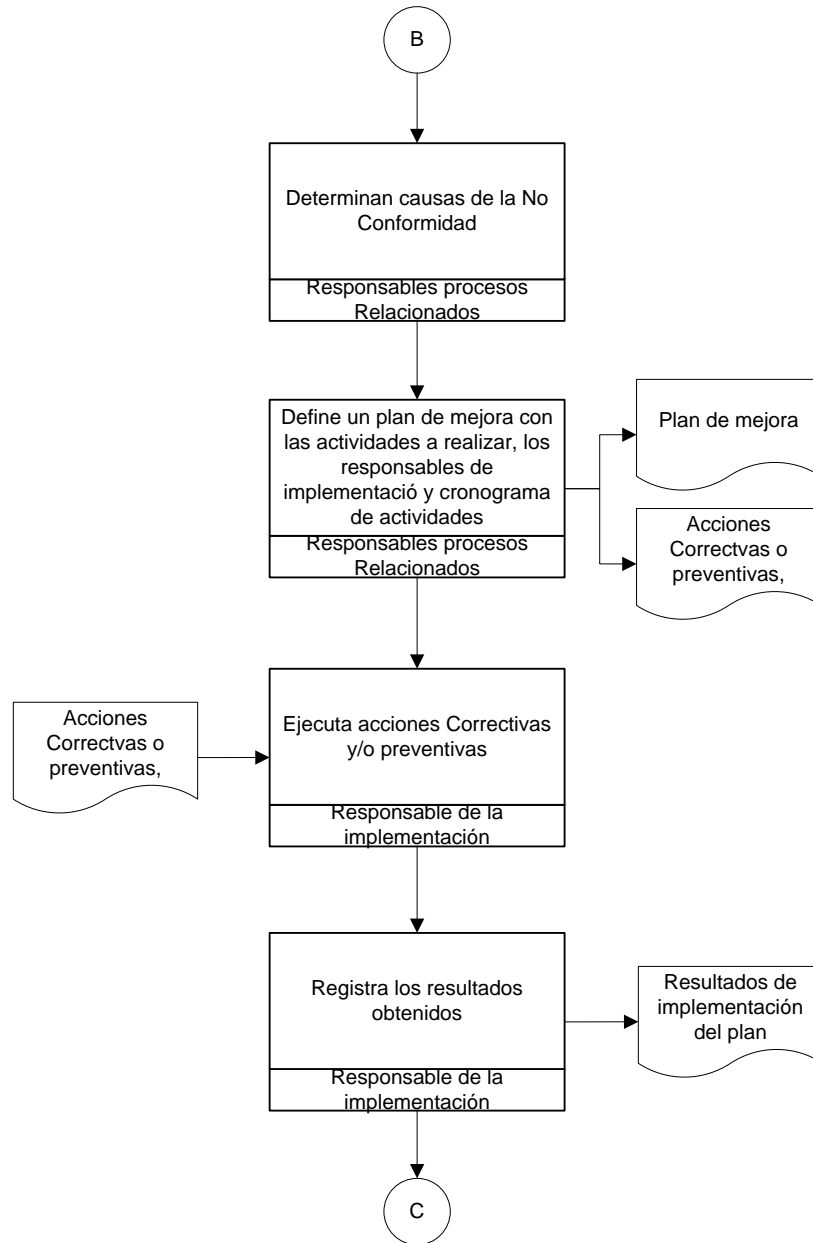 B
Determinan causas de la No
Conformidad
Responsables procesos
Relacionados
Define un plan de mejora con
las actividades a realizar, los
responsables de
implementació y cronograma
de actividades
Responsables procesos
Relacionados
Plan de mejora
Acciones
Correctvas o
preventivas,
Acciones
Correctvas o
preventivas,
Ejecuta acciones Correctivas
y/o preventivas
Responsable de la
implementación
Registra los resultados
obtenidos
Responsable de la
implementación
Resultados de
implementación
del plan
C